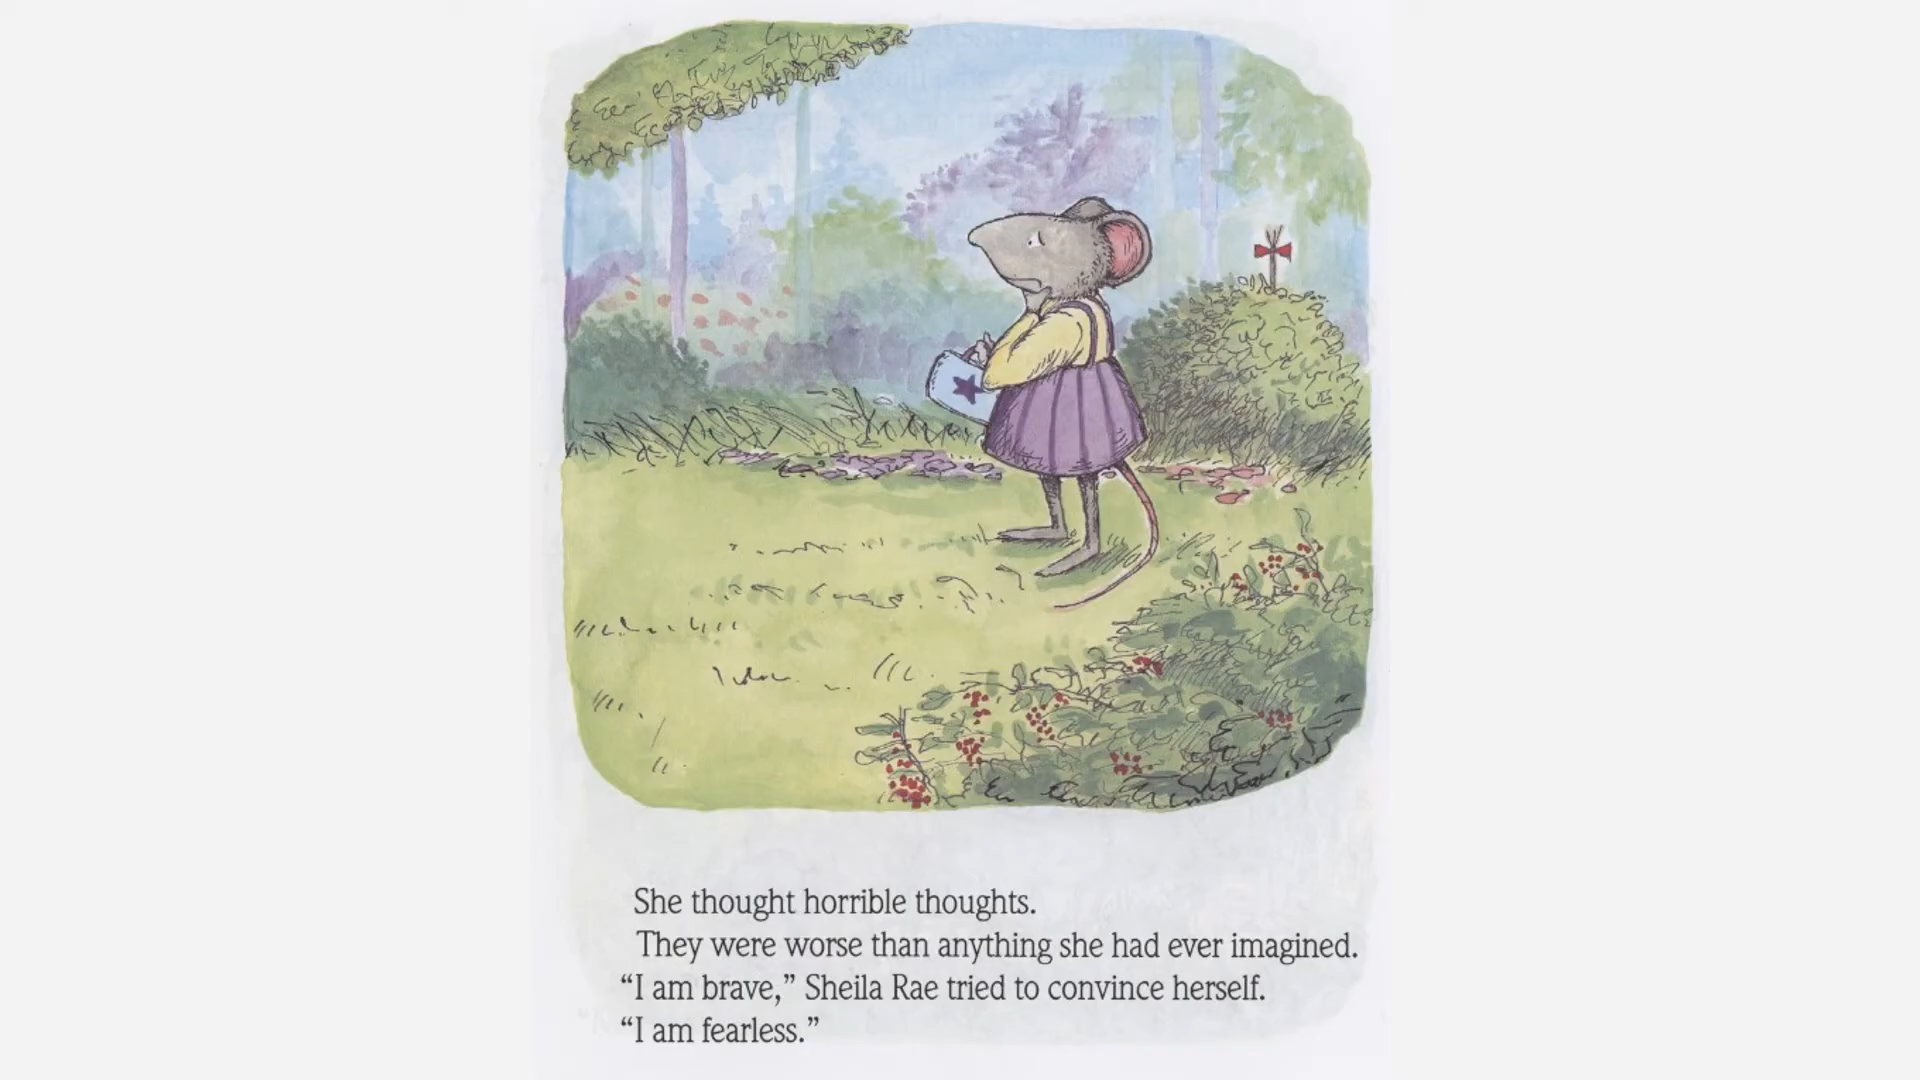 She thought horrible thoughts.
They were worse than anything she had ever imagined.
“I am brave,” Sheila Rae tried to convince herself.
“I am fearless.”